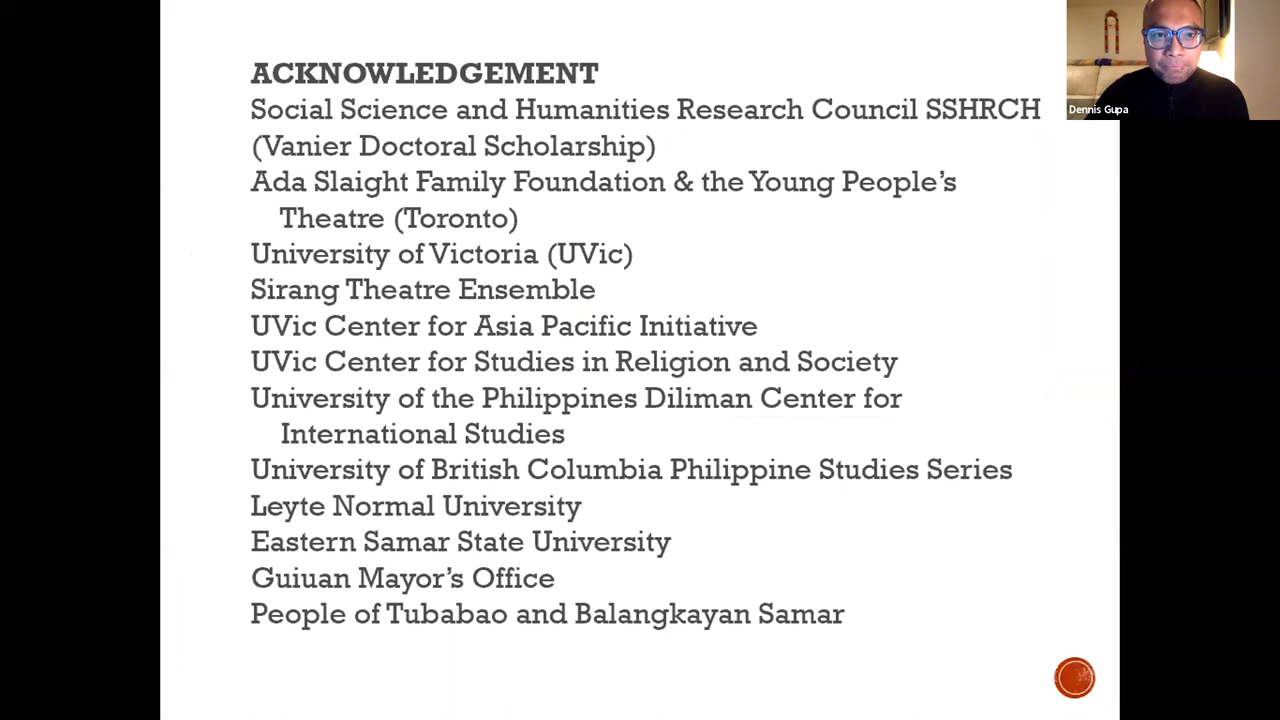 ACKNOWLEDGEMENT
Social Science and Humanities Research Council SSHRCH
(Vanier Doctoral Scholarship)
Ada Slaight Family Foundation & the Young People’s
Theatre (Toronto)
University of Victoria (UVic)
Sirang Theatre Ensemble
UVic Center for Asia Pacific Initiative
UVic Center for Studies in Religion and Society
University of the Philippines Diliman Center for
International Studies
University of British Columbia Philippine Studies Series
Leyte Normal University
Eastern Samar State University
Guiuan Mayor’s Office
People of Tubabao and Balangkayan Samar
Dennis Gupa